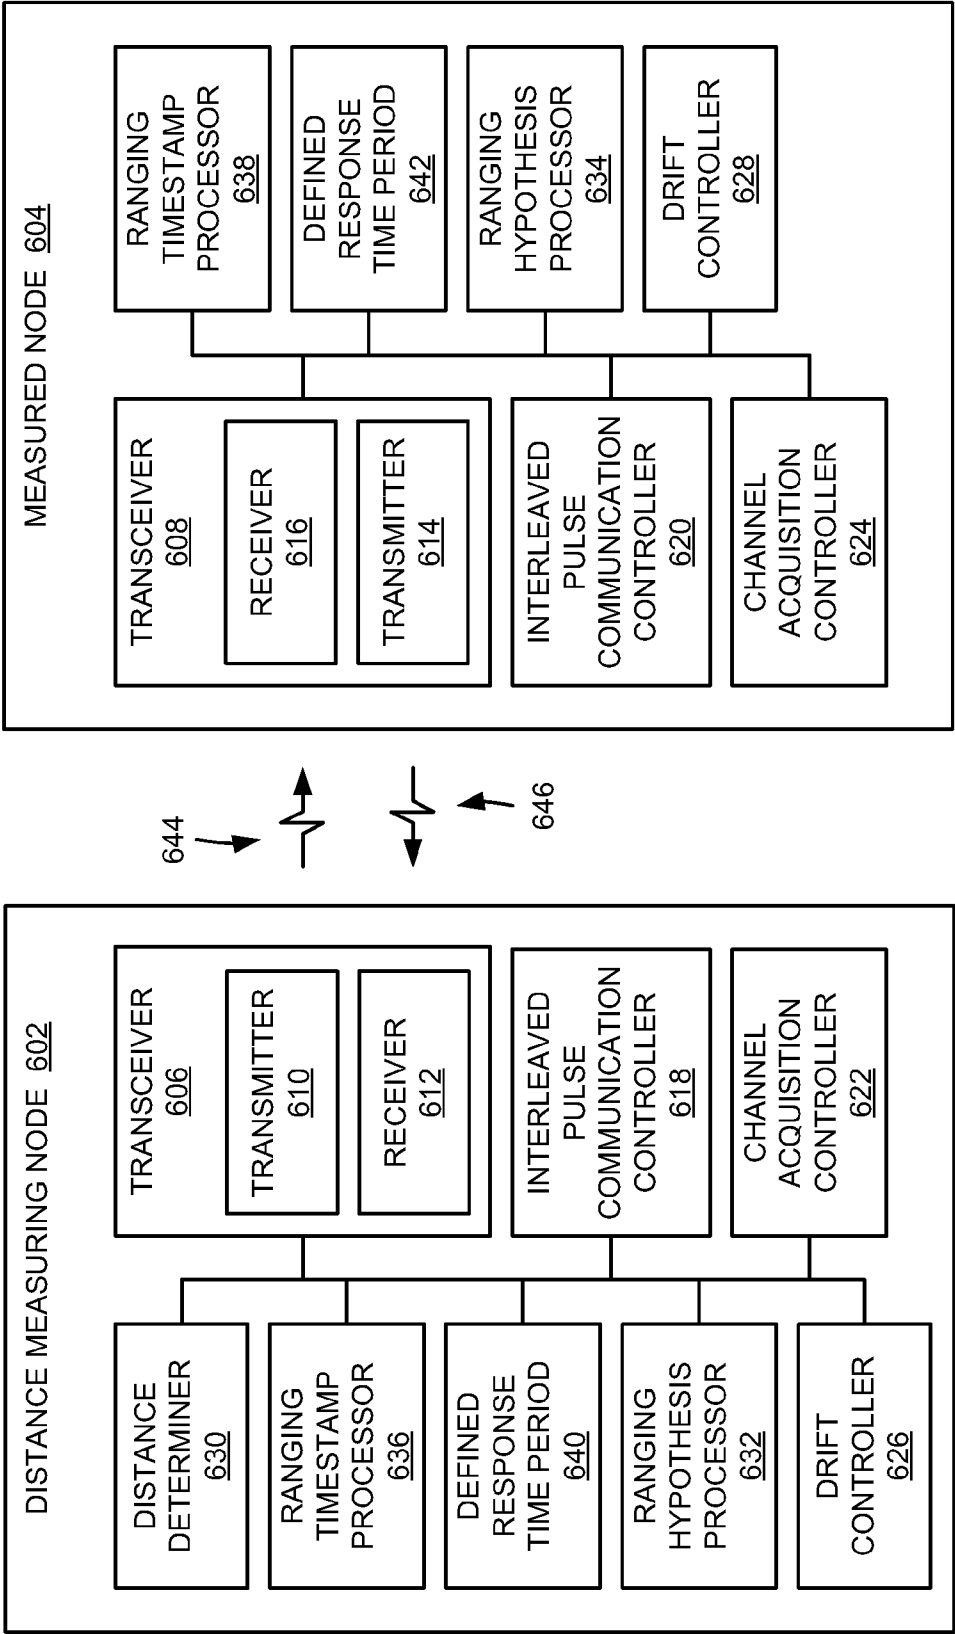 DISTANCE MEASURING NODE 602
DISTANCE
DETERMINER
630
RANGING
TIMESTAMP
PROCESSOR
636
DEFINED
RESPONSE
TIME PERIOD
640
RANGING
HYPOTHESIS
PROCESSOR
632
DRIFT
CONTROLLER
626
TRANSCEIVER
606
TRANSMITTER
610
RECEIVER
612
INTERLEAVED
PULSE
COMMUNICATION
CONTROLLER
618
CHANNEL
ACQUISITION
CONTROLLER
622
644
646
MEASURED NODE 604
TRANSCEIVER
608
RECEIVER
616
TRANSMITTER
614
INTERLEAVED
PULSE
COMMUNICATION
CONTROLLER
620
CHANNEL
ACQUISITION
CONTROLLER
624
RANGING
TIMESTAMP
PROCESSOR
638
DEFINED
RESPONSE
TIME PERIOD
642
RANGING
HYPOTHESIS
PROCESSOR
634
DRIFT
CONTROLLER
628